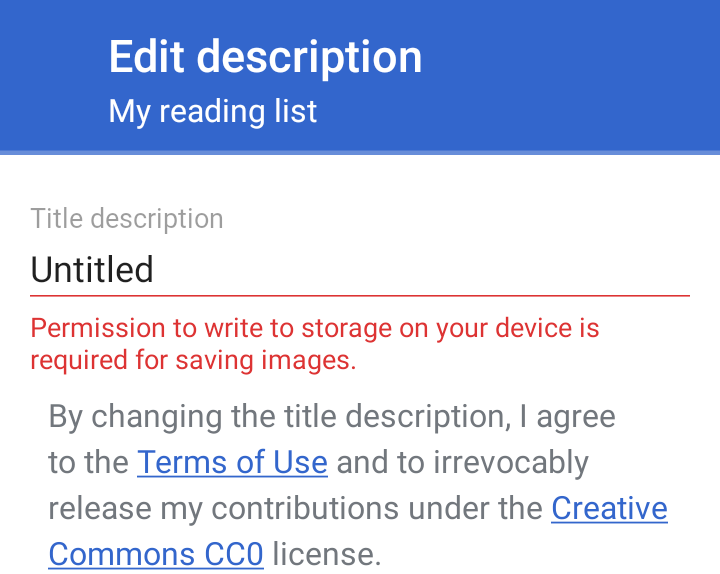 Edit description
My reading list
Title description
Untitled
Permission to write to storage on your device is
required for saving images.
By changing the title description, I agree
to the Terms of Use and to irrevocably
release my contributions under the Creative
Commons CC0 license.